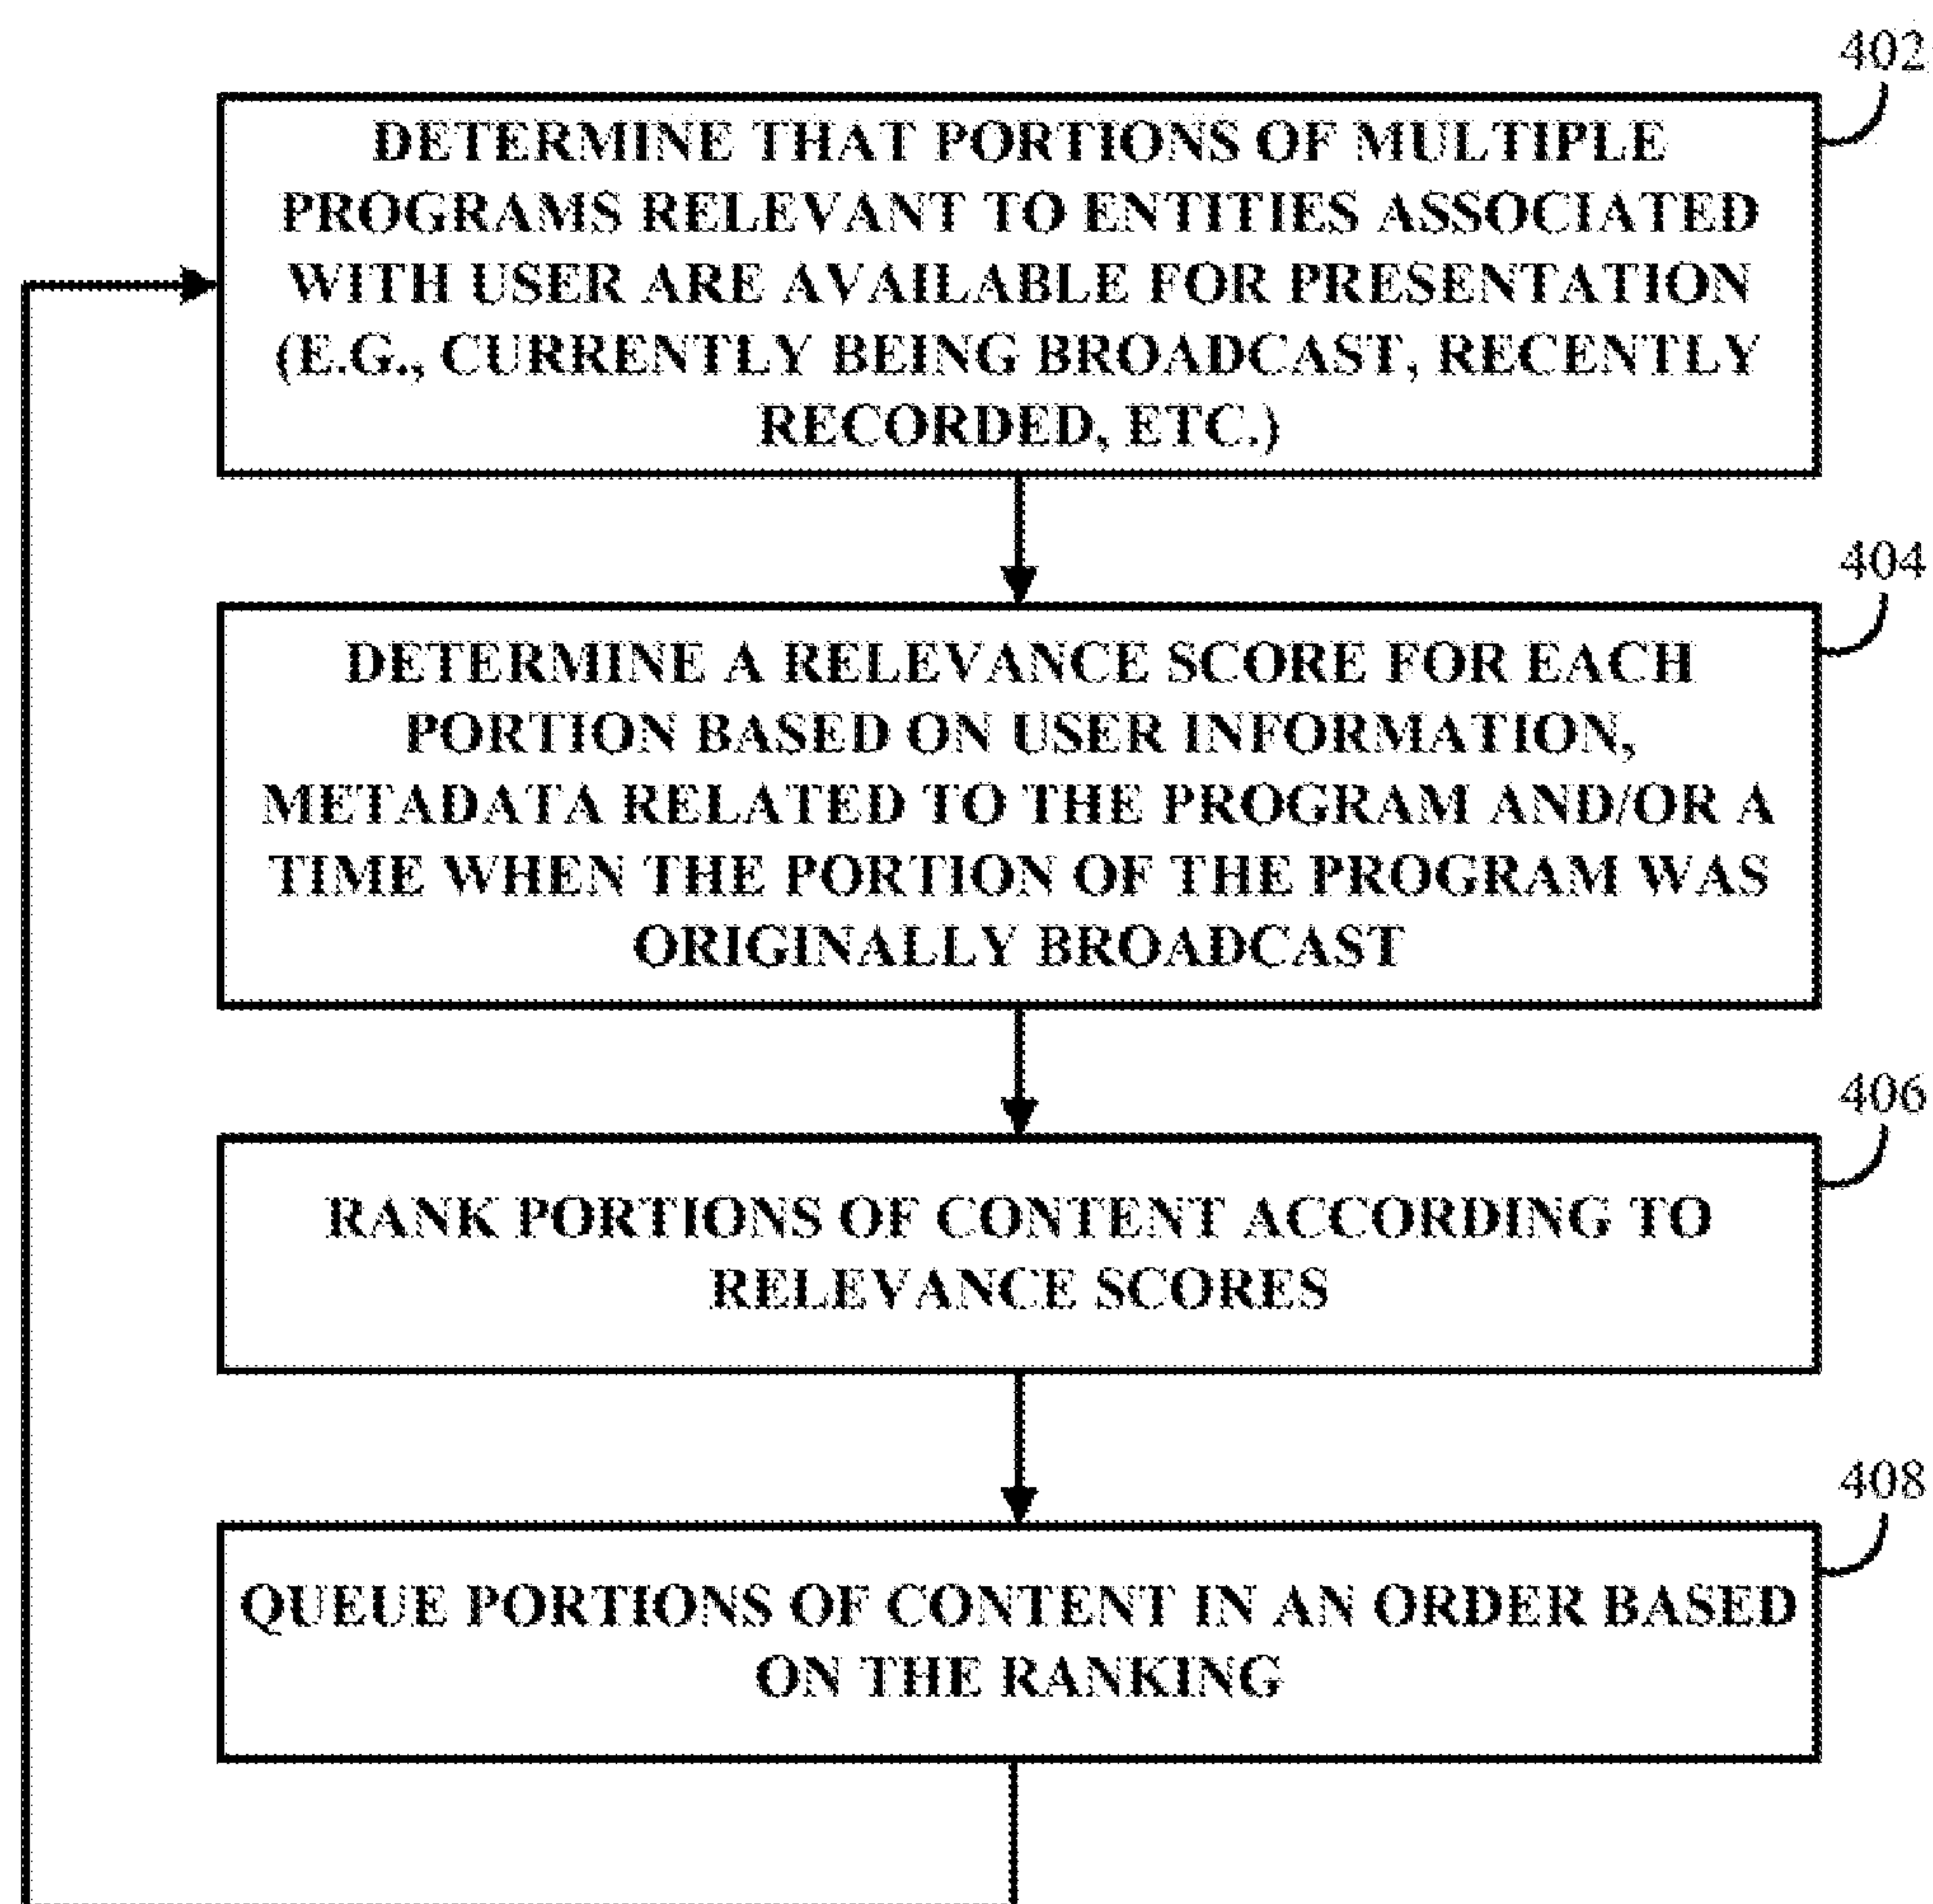 402
DETERMINE THAT PORTIONS OF MULTIPLE
PROGRAMS RELEVANT TO ENTITIES ASSOCIATED
WITH USER ARE AVAILABLE FOR PRESENTATION
(E.G., CURRENTLY BEING BROADCAST, RECENTLY
RECORDED, ETC.)
404
DETERMINE A RELEVANCE SCORE FOR EACH
PORTION BASED ON USER INFORMATION,
METADATA RELATED TO THE PROGRAM AND/OR A
TIME WHEN THE PORTION OF THE PROGRAM WAS
ORIGINALLY BROADCAST
406
RANK PORTIONS OF CONTENT ACCORDING TO
RELEVANCE SCORES
408
QUEUE PORTIONS OF CONTENT IN AN ORDER BASED
ON THE RANKING